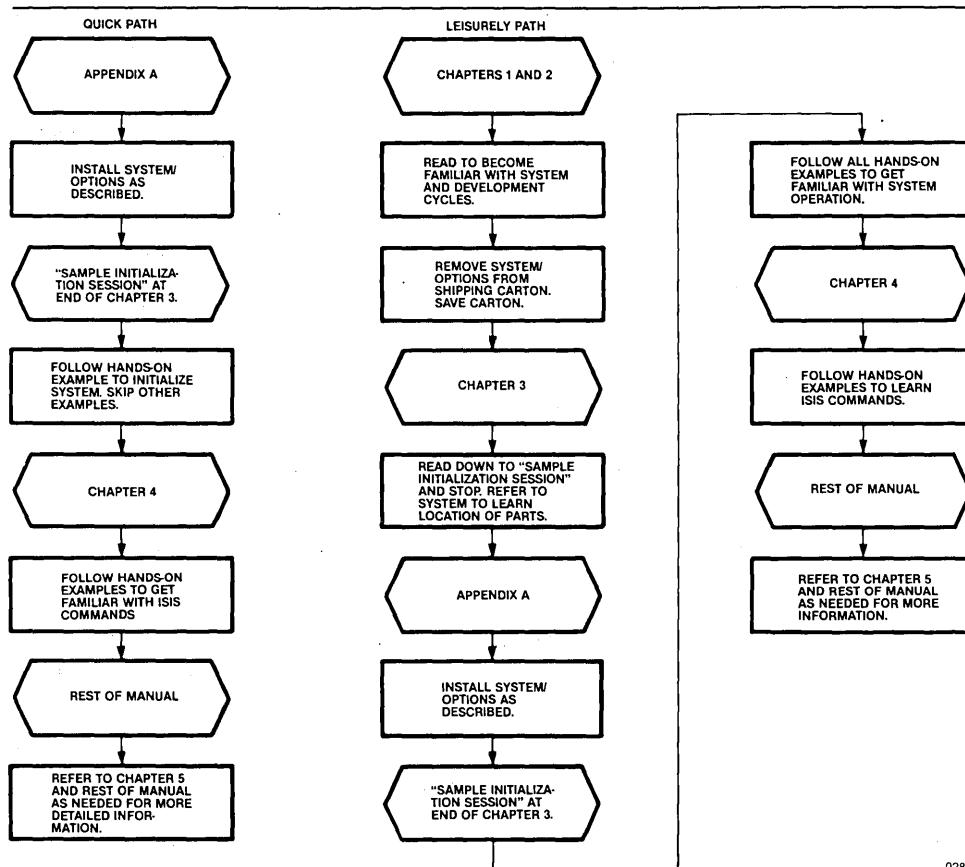 QUICK PATH
APPENDIX A
INSTALL SYSTEM/
OPTIONS AS
DESCRIBED.
"SAMPLE INITIALIZA-
TION SESSION" AT
END OF CHAPTER 3.
FOLLOW HANDS-ON
EXAMPLE TO INITIALIZE
SYSTEM. SKIP OTHER
EXAMPLES.
CHAPTER 4
FOLLOW HANDS-ON
EXAMPLES TO GET
FAMILIAR WITH ISIS
COMMANDS
REST OF MANUAL
REFER TO CHAPTER 5
AND REST OF MANUAL
AS NEEDED FOR MORE
DETAILED INFOR-
MATION.
LEISURELY PATH
CHAPTERS 1 AND 2
READ TO BECOME
FAMILIAR WITH SYSTEM
AND DEVELOPMENT
CYCLES.
REMOVE SYSTEM/
OPTIONS FROM
SHIPPING CARTON.
SAVE CARTON.
CHAPTER 3
READ DOWN TO "SAMPLE
INITIALIZATION SESSION"
AND STOP. REFER TO
SYSTEM TO LEARN
LOCATION OF PARTS.
APPENDIX A
INSTALL SYSTEM/
OPTIONS AS
DESCRIBED.
"SAMPLE INITIALIZA-
TION SESSION" AT
END OF CHAPTER 3.
FOLLOW ALL HANDS-ON
EXAMPLES TO GET
FAMILIAR WITH SYSTEM
OPERATION.
CHAPTER 4
FOLLOW HANDS-ON
EXAMPLES TO LEARN
ISIS COMMANDS.
REST OF MANUAL
REFER TO CHAPTER 5
AND REST OF MANUAL
AS NEEDED FOR MORE
INFORMATION.